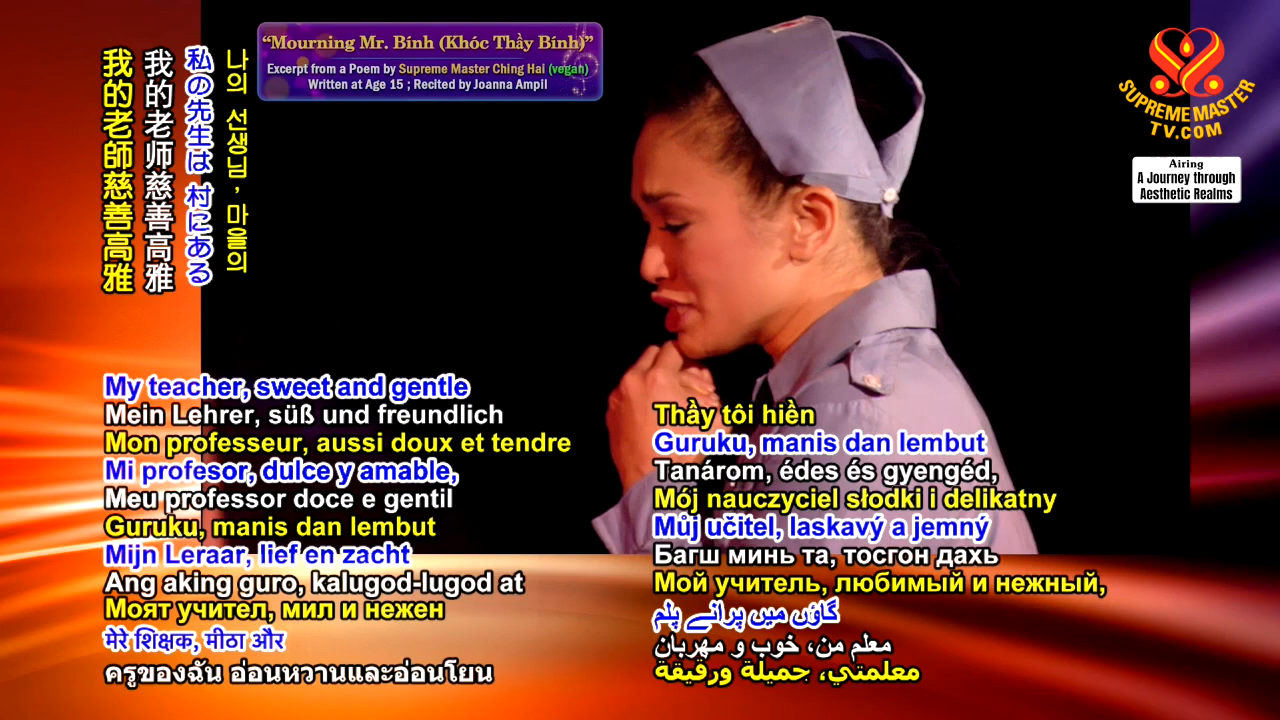 “Mourning Mr. Bính (Khóc Thầy Bính)”
Excerpt from a Poem by Supreme Master Ching Hai (vegan)
Written at Age 15 ; Recited by Joanna Ampil
SUPREME MASTER
TV.COM
Airing
A Journey through
Aesthetic Realms
我的老師慈善高雅
我的老师慈善高雅
私の先生は 村にある
나의 선생님, 마을의
My teacher, sweet and gentle
Mein Lehrer, süß und freundlich
Mon professeur, aussi doux et tendre
Mi profesor, dulce y amable,
Meu professor doce e gentil
Guruku, manis dan lembut
Mijn Leraar, lief en zacht
Ang aking guro, kalugod-lugod at
Моят учител, мил и нежен
मेरे शिक्षक, मीठा और
ครูของฉัน อ่อนหวานและอ่อนโยน
Thầy tôi hiền
Guruku, manis dan lembut
Tanárom, édes és gyengéd,
Mój nauczyciel słodki i delikatny
Můj učitel, laskavý a jemný
Багш минь та, тосгон дахь
Мой учитель, любимый и нежный,
گاؤں میں پرانے پلم
معلم من، خوب و مهربان
معلمتي، جميلة ورقيقة